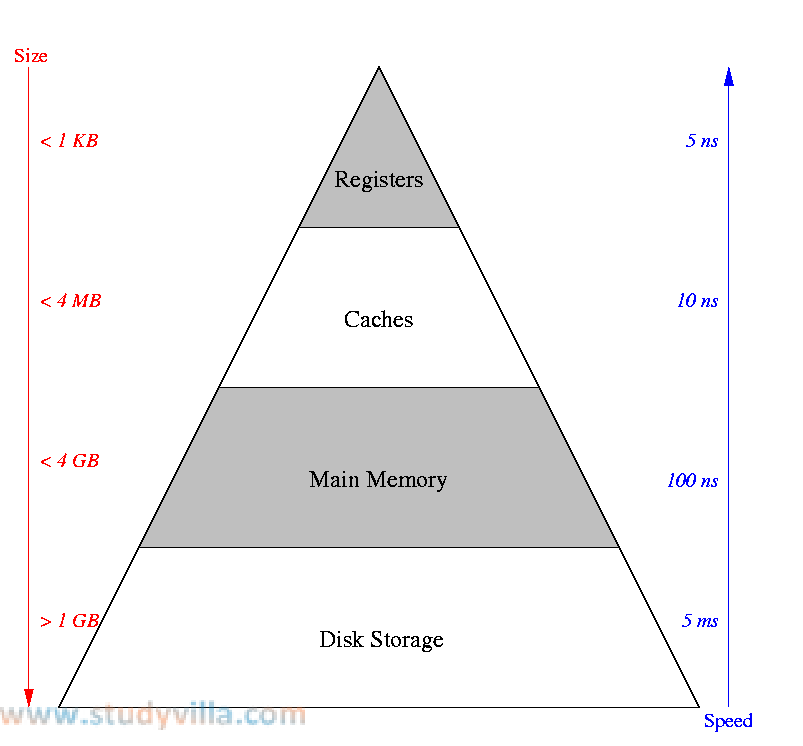 Size
< 1 KB
5 ns
Registers
< 4 MB
10 ns
Caches
< 4 GB
100 ns
Main Memory
> 1 GB
5 ms
Disk Storage
www.studyvilla.com
Speed